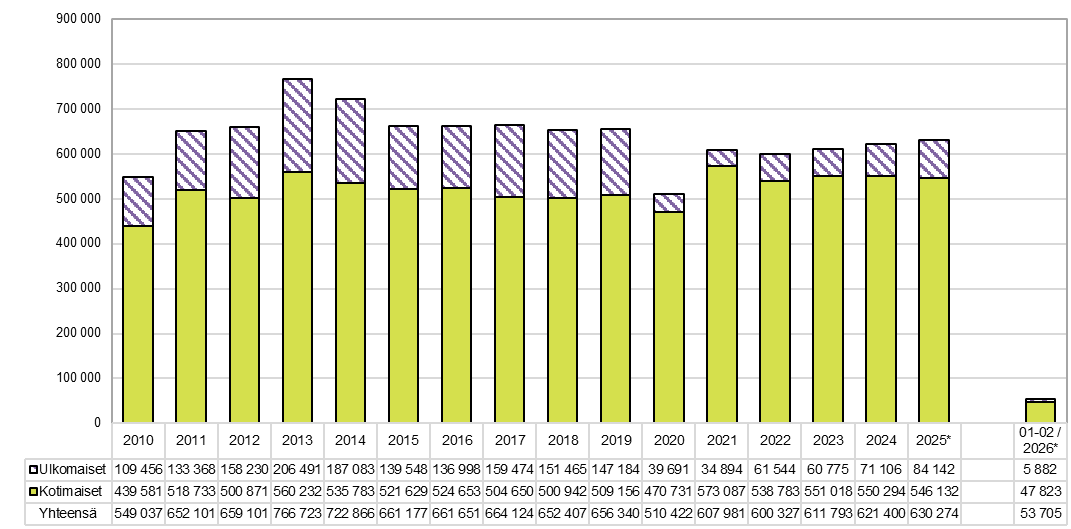 900 000
800 000
700 000
600 000
500 000
400 000
300 000
200 000
100 000
0
2010 2011 2012 2013 2014 2015 2016 2017 2018 2019 2020 2021 2022 2023 2024 2025* 01-02 /
2026*
Ulkomaiset 109 456 133 368 158 230 206 491 187 083 139 548 136 998 159 474 151 465 147 184 39 691 34 894 61 544 60 775 71 106 84 142 5 882
Kotimaiset 439 581 518 733 500 871 560 232 535 783 521 629 524 653 504 650 500 942 509 156 470 731 573 087 538 783 551 018 550 294 546 132 47 823
Yhteensä 549 037 652 101 659 101 766 723 722 866 661 177 661 651 664 124 652 407 656 340 510 422 607 981 600 327 611 793 621 400 630 274 53 705